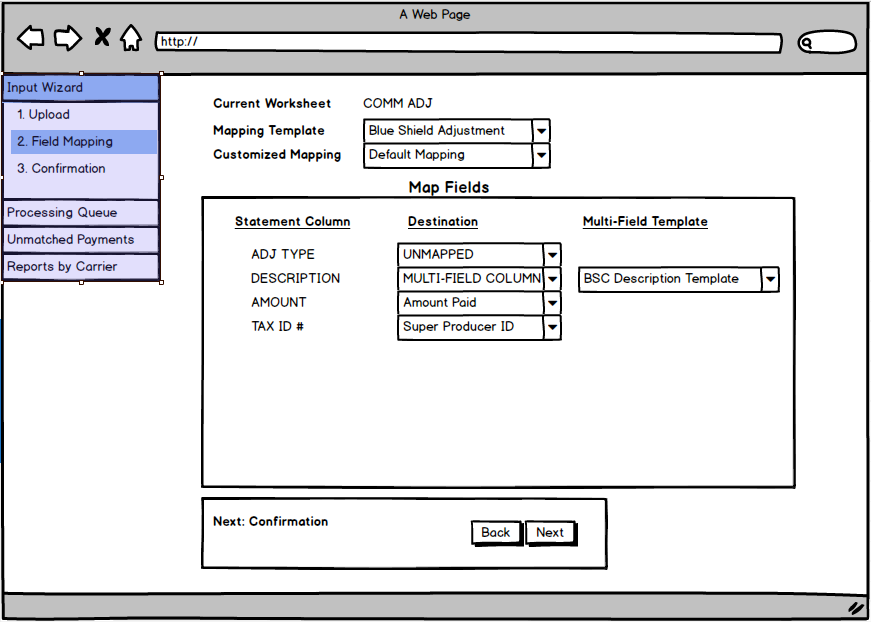 A Web Page
http://
Input Wizard
1. Upload
2. Field Mapping
3. Confirmation
Processing Queue
Unmatched Payments
Reports by Carrier
Current Worksheet COMM ADJ
Mapping Template Blue Shield Adjustment
Customized Mapping Default Mapping
Map Fields
Statement Column Destination Multi-Field Template
ADJ TYPE UNMAPPED
DESCRIPTION MULTI-FIELD COLUMN BSC Description Template
AMOUNT Amount Paid
TAX ID # Super Producer ID
Next: Confirmation
Back Next